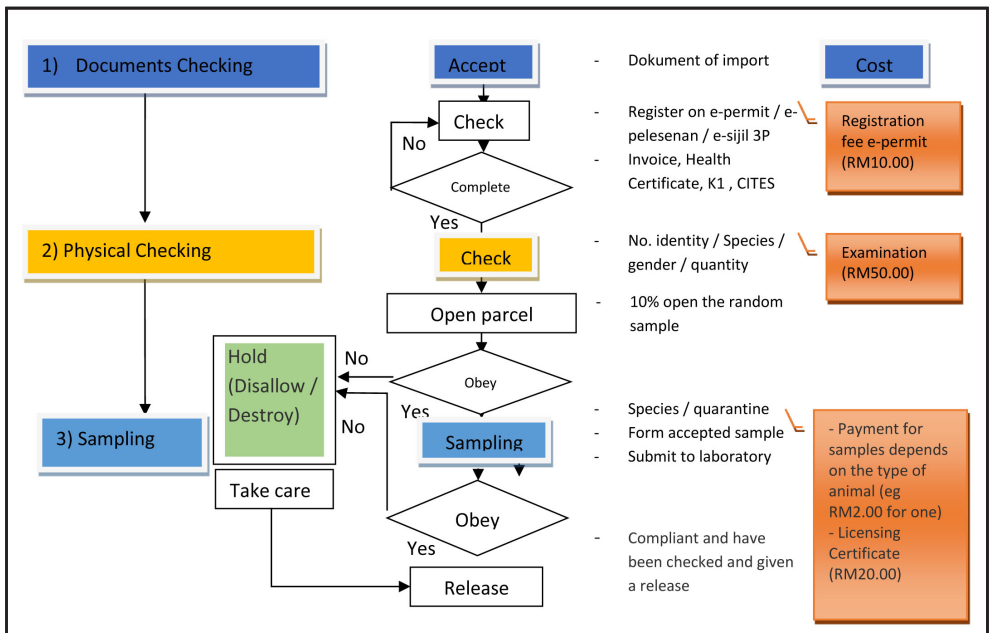 1) Documents Checking
Accept
- Dokument of import
Cost
Check
No
- Register on e-permit / e-
pelesenan / e-sijil 3P
- Invoice, Health
Certificate, K1 , CITES
Registration
fee e-permit
(RM10.00)
Complete
Yes
2) Physical Checking
Check
- No. identity / Species /
gender / quantity
Examination
(RM50.00)
Open parcel
- 10% open the random
sample
Hold
(Disallow /
Destroy)
No
Obey
No
Yes
3) Sampling
Sampling
- Species / quarantine
- Form accepted sample
- Submit to laboratory
- Payment for
samples depends
on the type of
animal (eg
RM2.00 for one)
- Licensing
Certificate
(RM20.00)
Take care
Obey
Yes
- Compliant and have
been checked and given
a release
Release